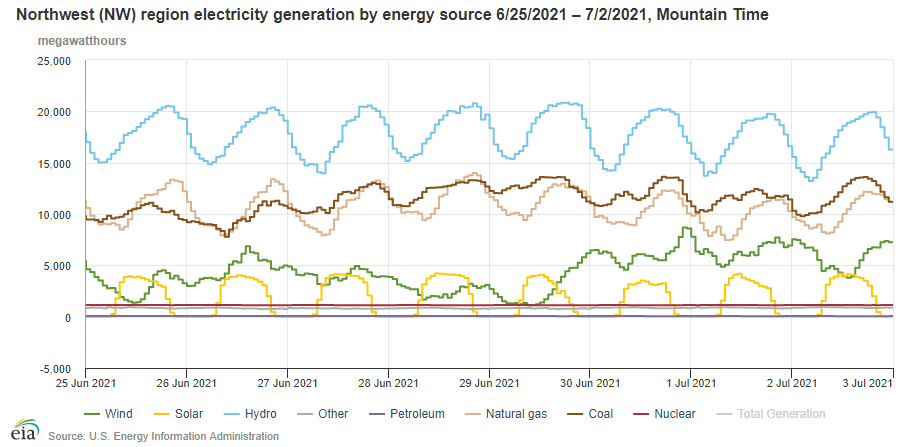 Northwest (NW) region electricity generation by energy source 6/25/2021 – 7/2/2021, Mountain Time
megawatthours
25,000
20,000
15,000
10,000
5,000
0
-5,000
25 Jun 2021 26 Jun 2021 27 Jun 2021 28 Jun 2021 29 Jun 2021 30 Jun 2021 1 Jul 2021 2 Jul 2021 3 Jul 2021
Wind Solar Hydro Other Petroleum Natural gas Coal Nuclear Total Generation
eia Source: U.S. Energy Information Administration